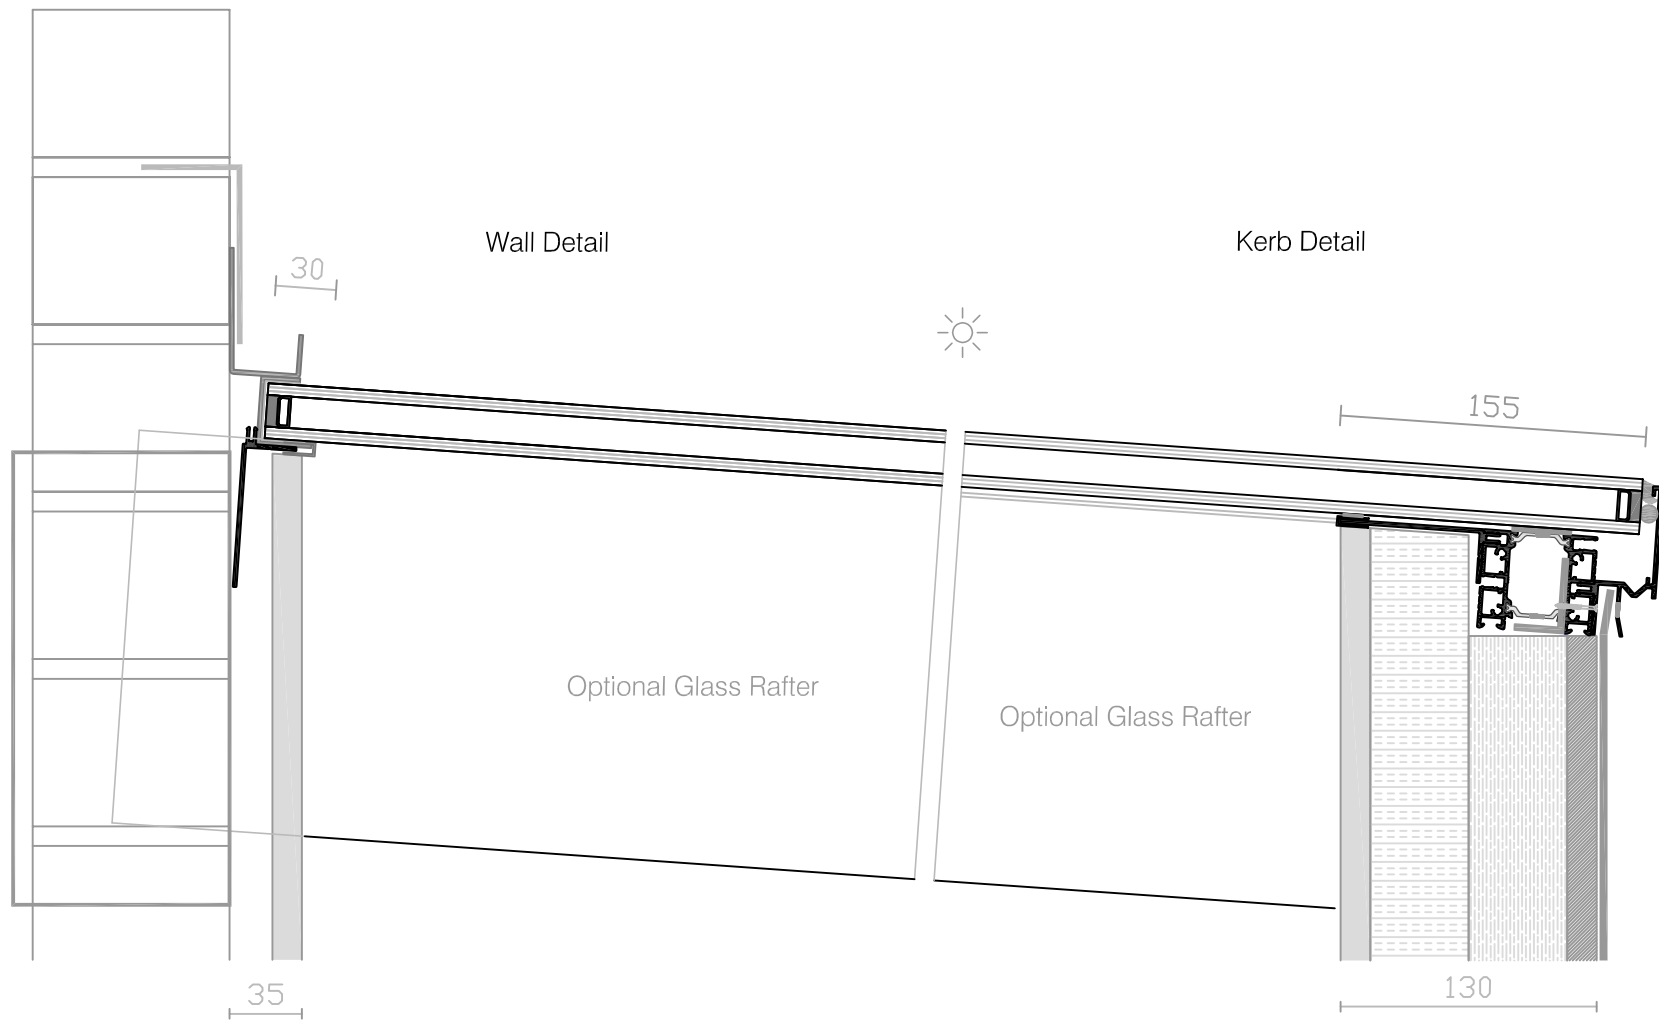 Wall Detail
Kerb Detail
30
155
Optional Glass Rafter
Optional Glass Rafter
35
130